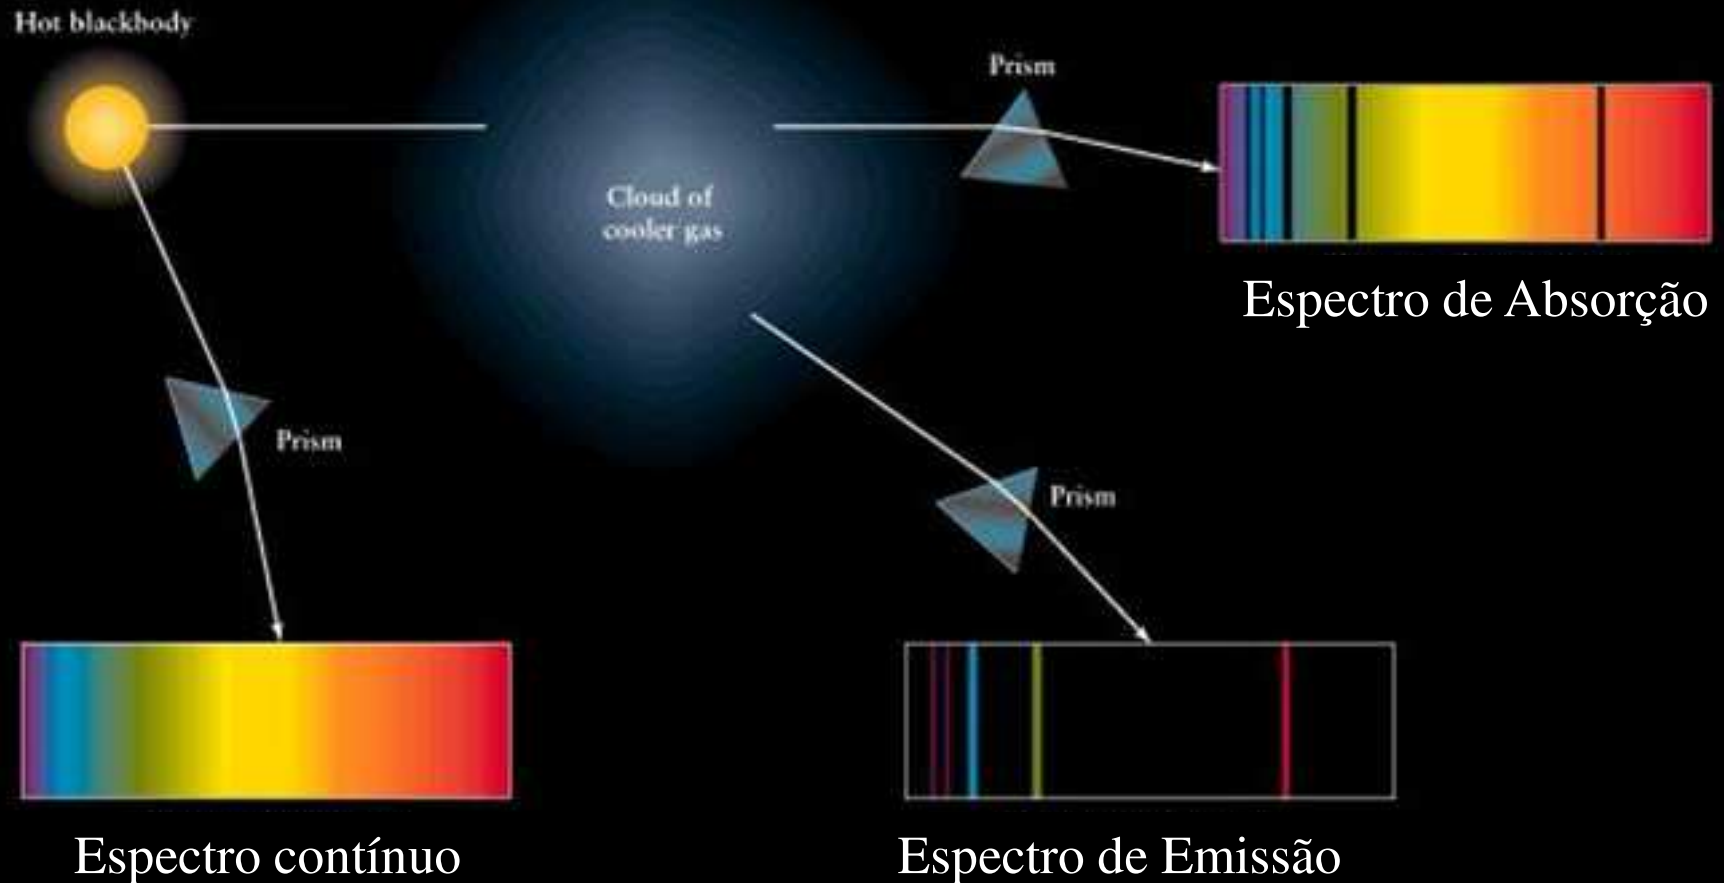 Hot blackbody
Prism
Cloud of
cooler gas
Espectro de Absorção
Prism
Prism
Espectro contínuo
Espectro de Emissão